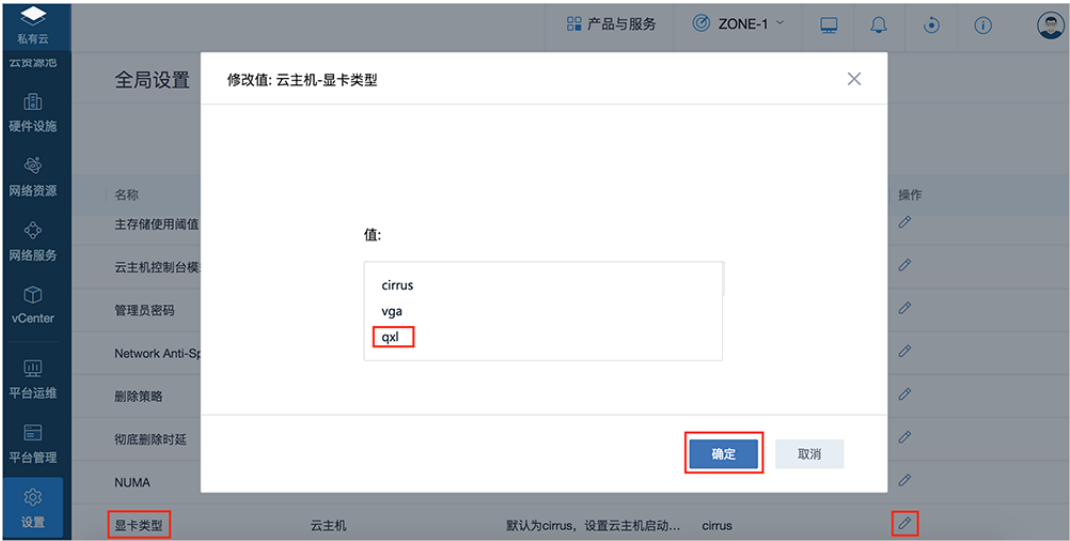 私有云
产品与服务
ZONE-1
云资源池
硬件设施
网络资源
网络服务
vCenter
平台运维
平台管理
设置
全局设置
修改值: 云主机-显卡类型
名称
操作
主存储使用阈值
云主机控制台模
管理员密码
Network Anti-Sp
删除策略
彻底删除时延
NUMA
显卡类型 云主机 默认为cirrus，设置云主机启动... cirrus
值:
cirrus
vga
qxl
确定
取消